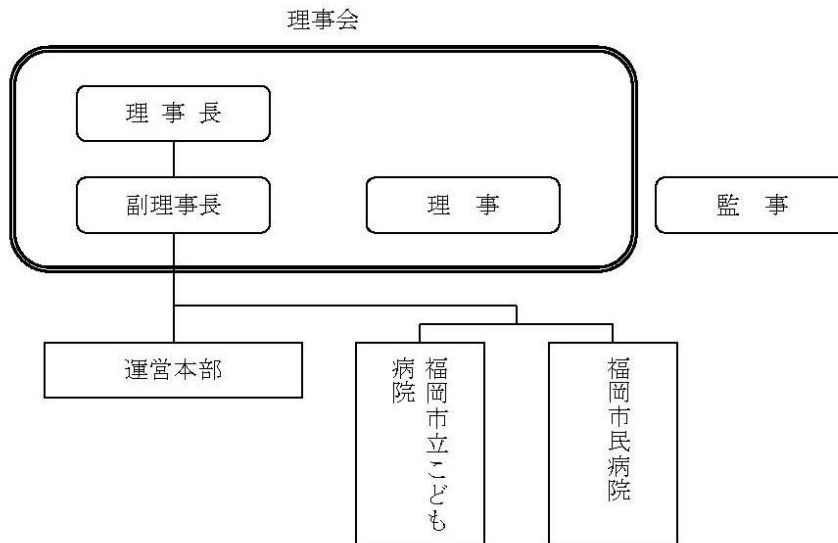 理事会
理 事 長
副理事長
理　事
監　事
運営本部
福岡市立こども
病院
福岡市民病院